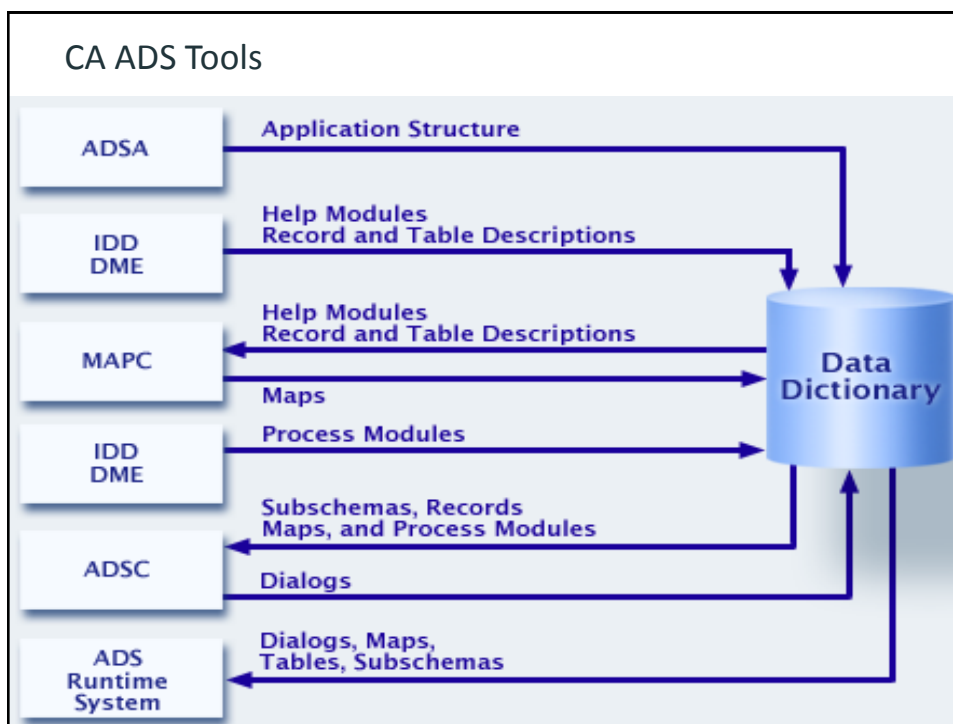 CA ADS Tools
ADSA
Application Structure
IDD
DME
Help Modules
Record and Table Descriptions
MAPC
Help Modules
Record and Table Descriptions
Maps
Data
Dictionary
IDD
DME
Process Modules
ADSC
Subschemas, Records
Maps, and Process Modules
Dialogs
ADS
Runtime
System
Dialogs, Maps,
Tables, Subschemas